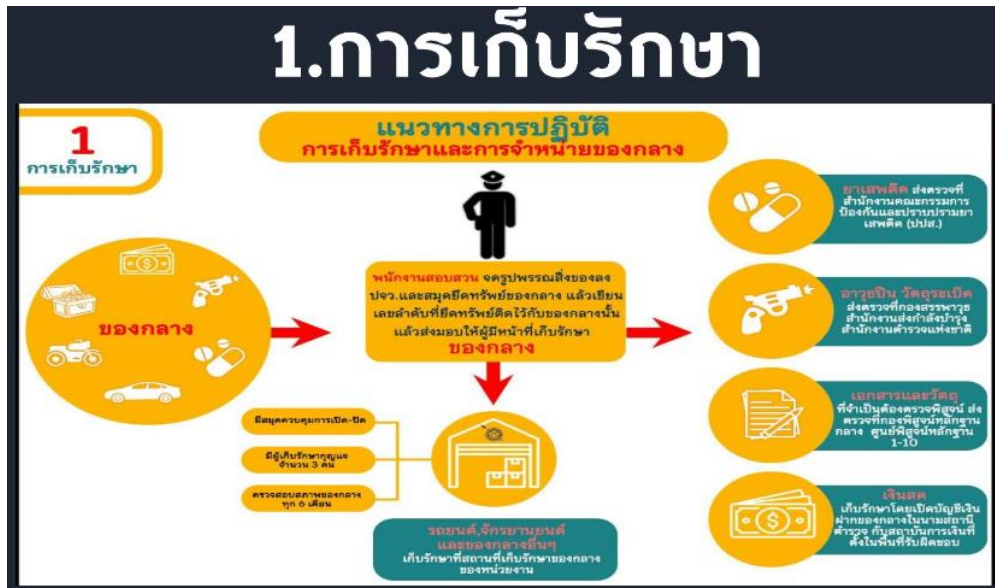 1.การเก็บรักษา
1
การเก็บรักษา
แนวทางการปฏิบัติ
การเก็บรักษาและการจำหน่ายของกลาง
ของกลาง
พนักงานสอบสวน จดรูปพรรณสิ่งของลง
ปจว.และสมุดยึดทรัพย์ของกลาง แล้วเขียน
เลขลำดับที่ยึดทรัพย์ติดไว้กับของกลางนั้น
แล้วส่งมอบให้ผู้มีหน้าที่เก็บรักษา
ของกลาง
มีสมุดควบคุมการเปิด-ปิด
มีผู้เก็บรักษากุญแจ
จำนวน 3 คน
ตรวจสอบสภาพของกลาง
ทุก 6 เดือน
รถยนต์,จักรยานยนต์
และของกลางอื่นๆ
เก็บรักษาที่สถานที่เก็บรักษาของกลาง
ของหน่วยงาน
ยาเสพติด ส่งตรวจที่
สำนักงานคณะกรรมการ
ป้องกันและปราบปรามยา
เสพติด (ปปส.)
อาวุธปืน วัตถุระเบิด
ส่งตรวจที่กองสรรพาวุธ
สำนักงานส่งกำลังบำรุง
สำนักงานตำรวจแห่งชาติ
เอกสารและวัตถุ
ที่จำเป็นต้องตรวจพิสูจน์ ส่ง
ตรวจที่กองพิสูจน์หลักฐาน
กลาง ศูนย์พิสูจน์หลักฐาน
1-10
เงินสด
เก็บรักษาโดยเปิดบัญชีเงิน
ฝากของกลางในนามสถานี
ตำรวจ กับสถาบันการเงินที่
ตั้งในพื้นที่รับผิดชอบ